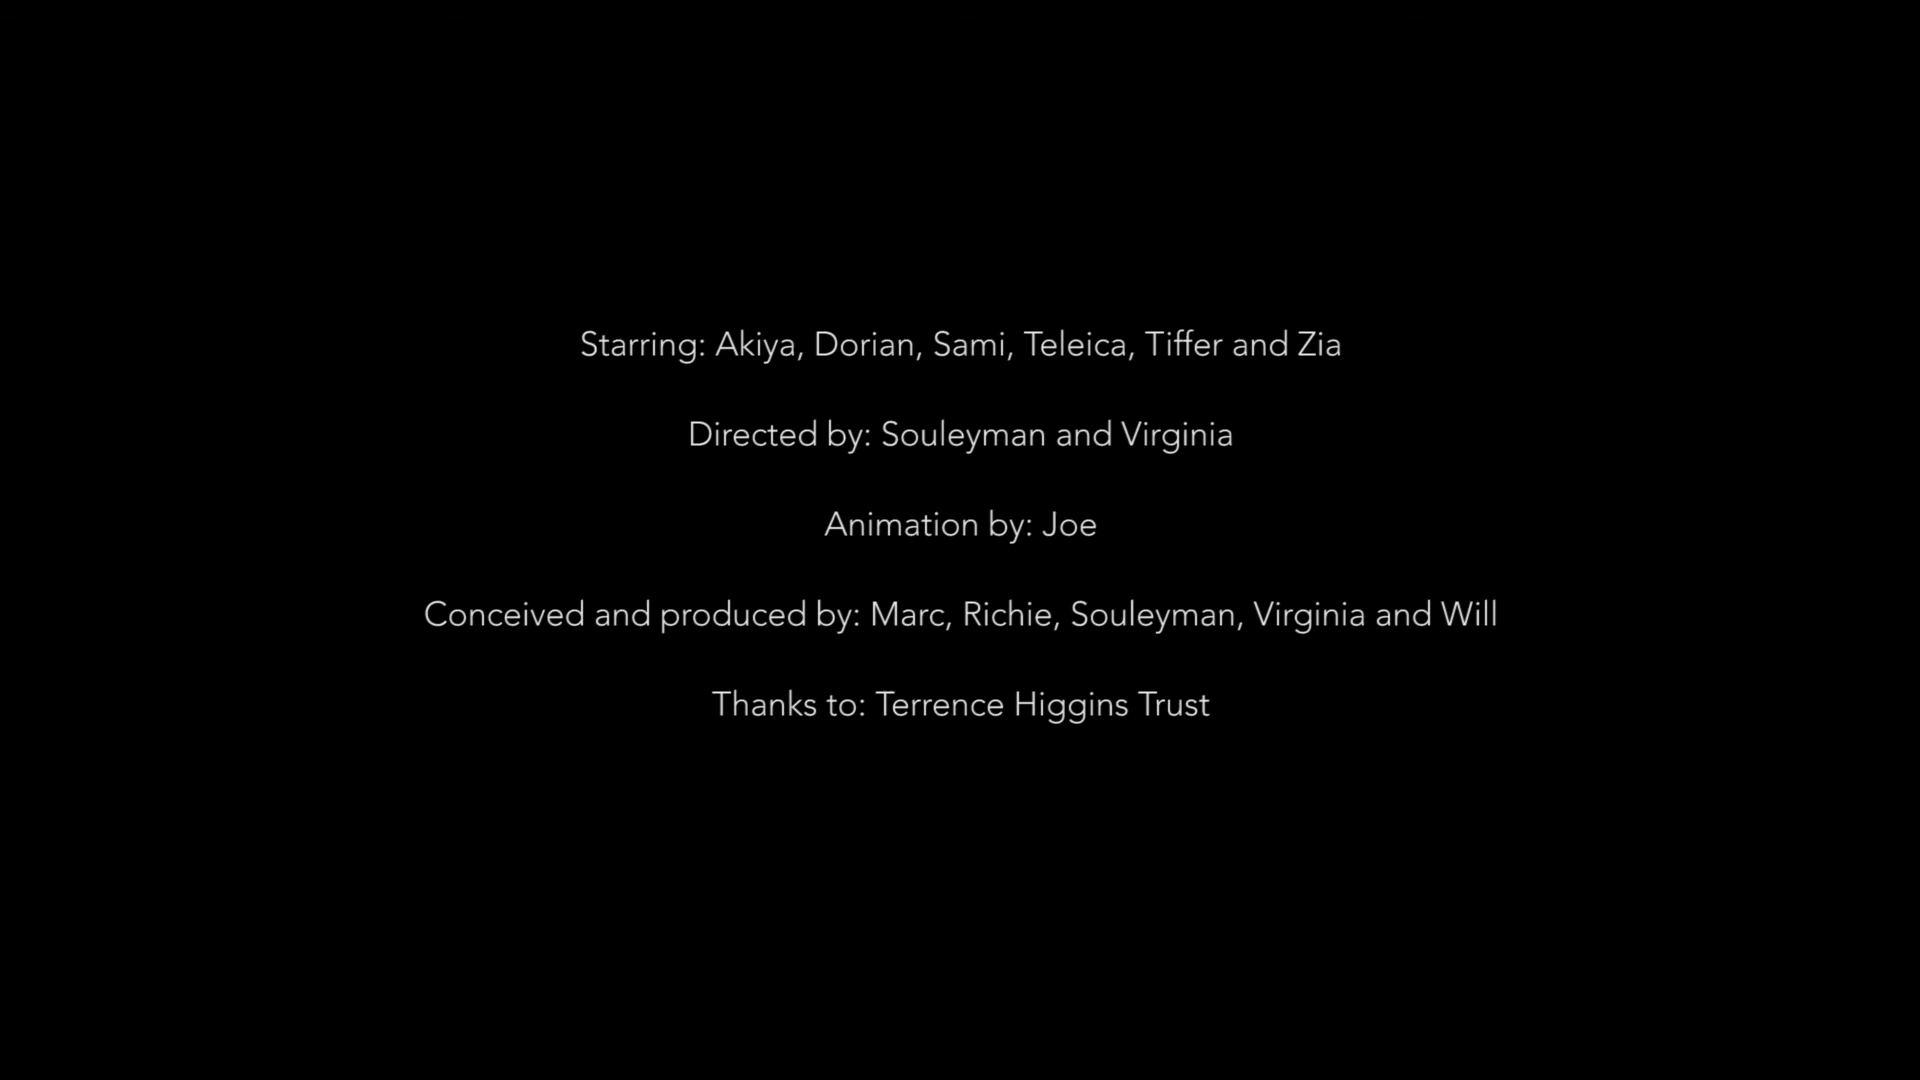 Starring: Akiya, Dorian, Sami, Teleica, Tiffer and Zia
Directed by: Souleyman and Virginia
Animation by: Joe
Conceived and produced by: Marc, Richie, Souleyman, Virginia and Will
Thanks to: Terrence Higgins Trust